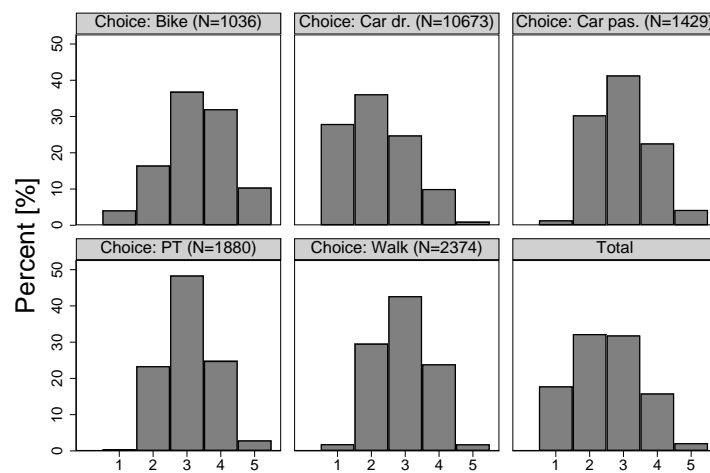 Choice: Bike (N=1036)
Choice: Car dr. (N=10673)
Choice: Car pas. (N=1429)
50
40
30
20
10
0
Choice: PT (N=1880)
Choice: Walk (N=2374)
Total
50
40
30
20
10
0
Percent [%]
1 2 3 4 5
1 2 3 4 5
1 2 3 4 5